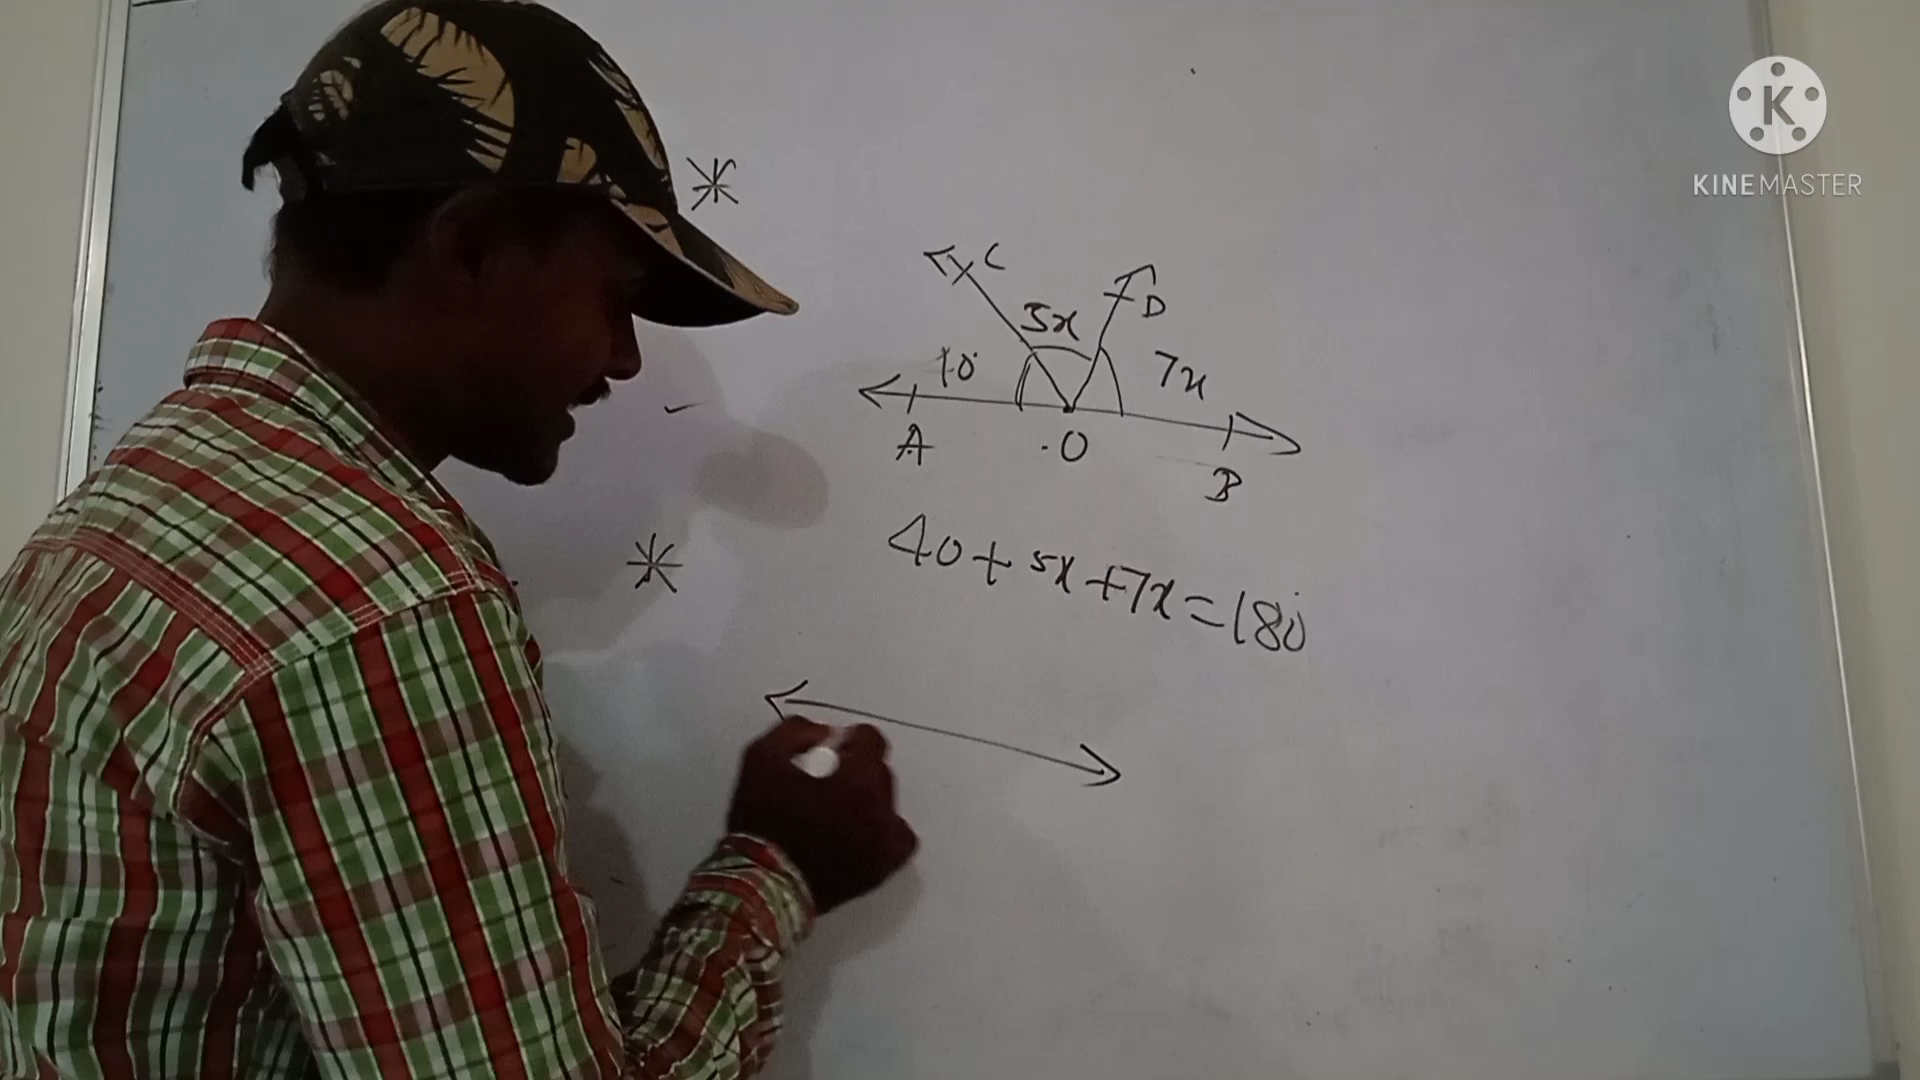 K
KINEMASTER
*
C
D
5x
40°
7x
A
.O
B
*
40 + 5x + 7x = 180°